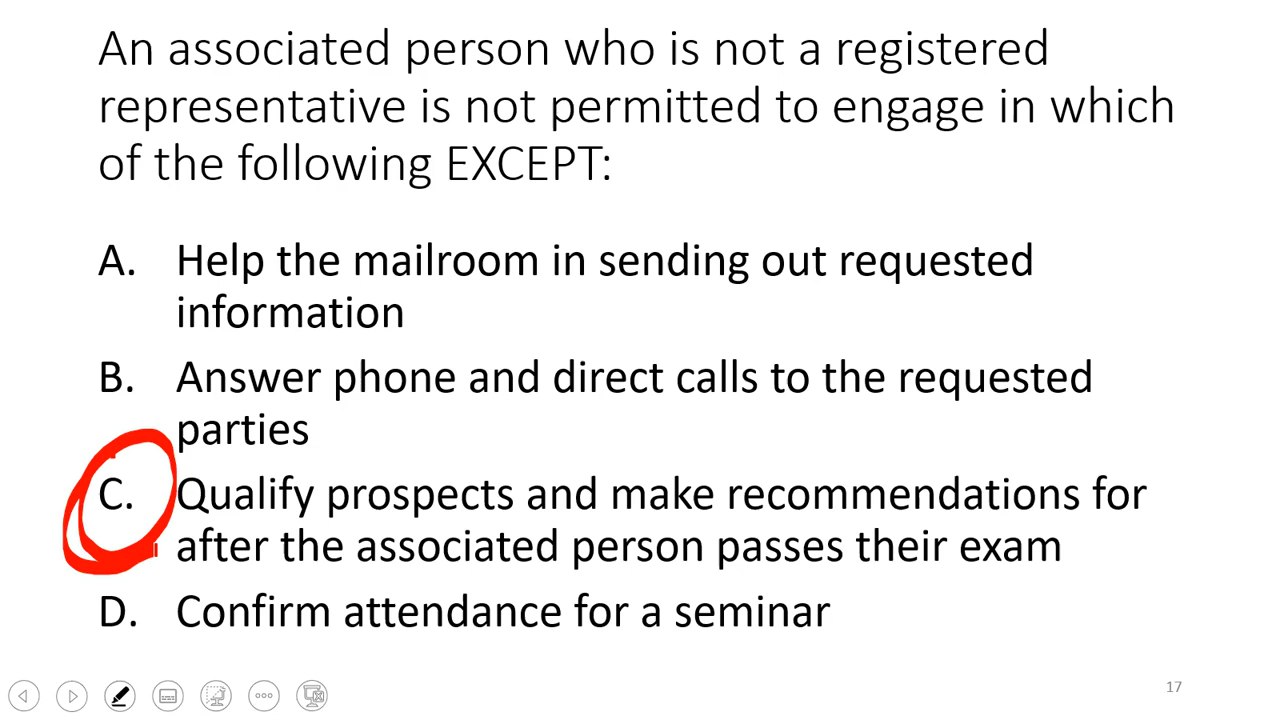 An associated person who is not a registered
representative is not permitted to engage in which
of the following EXCEPT:
A. Help the mailroom in sending out requested
information
B. Answer phone and direct calls to the requested
parties
C. Qualify prospects and make recommendations for
after the associated person passes their exam
D. Confirm attendance for a seminar
17